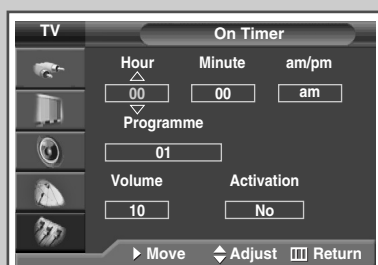 TV
On Timer
Hour Minute am/pm
00 00 am
Programme
01
Volume Activation
10 No
Move Adjust Return